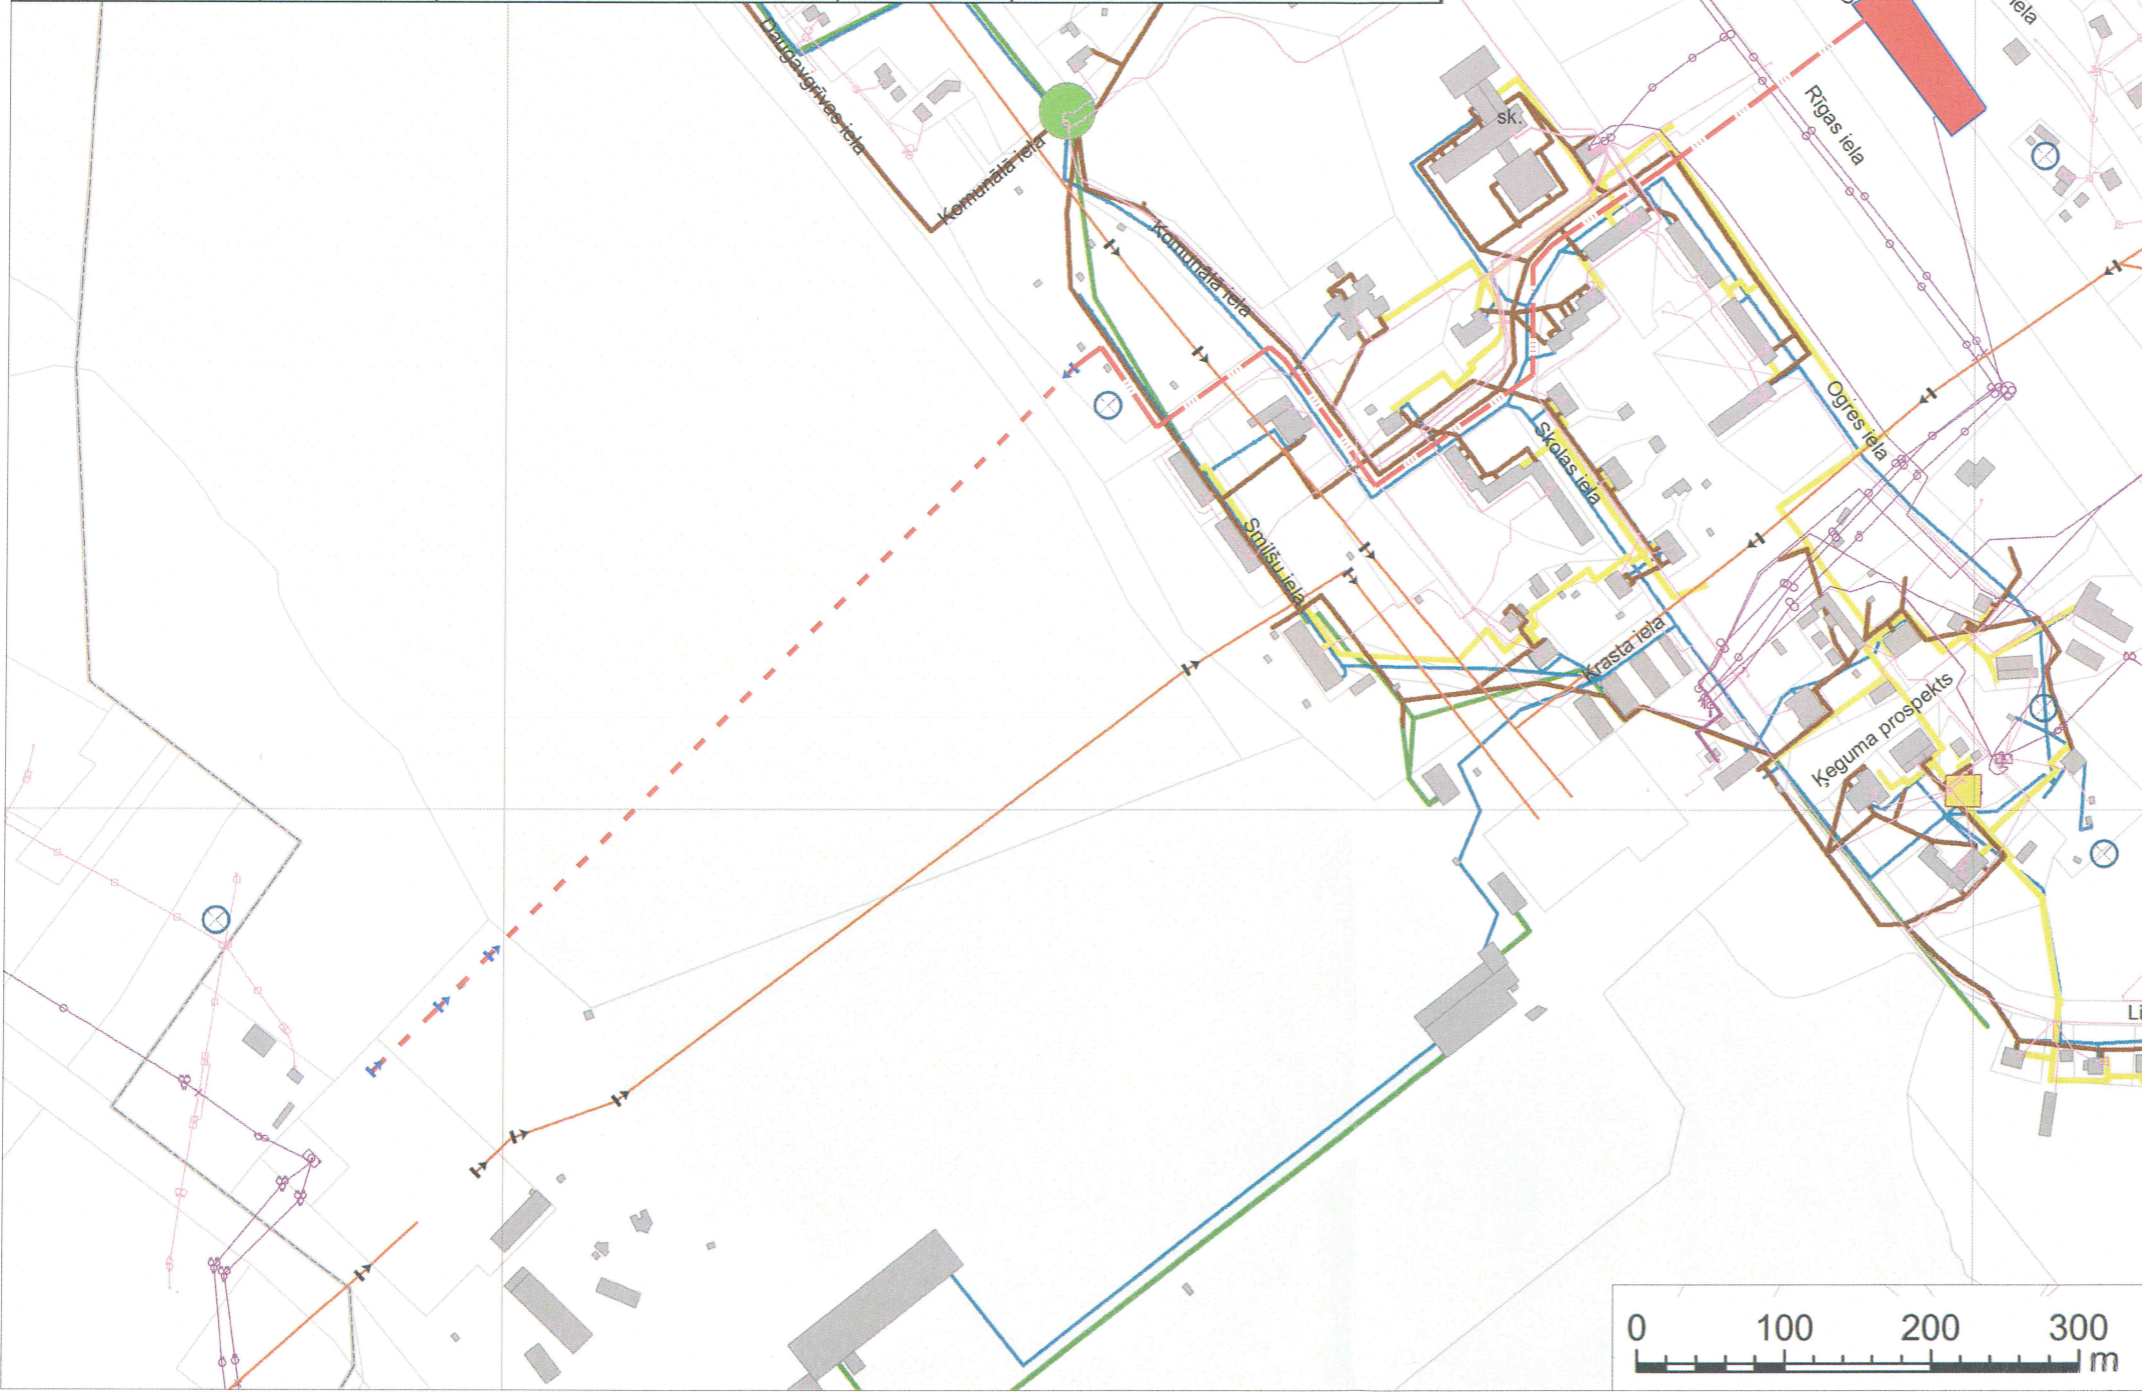 iela
Daugavgrīvas iela
Rīgas iela
sk.
Komunālā iela
Komunālā iela
Ogres iela
Skolas iela
Smilšu iela
Krasta iela
Ķeguma prospekts
Li
0 100 200 300
m